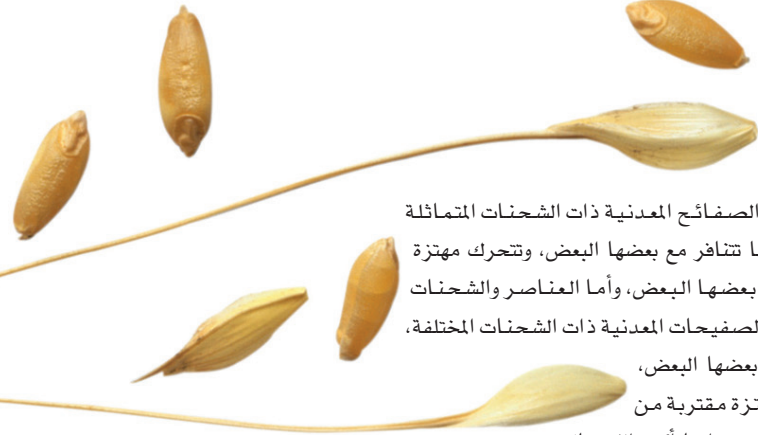 الصفائح المعدنية ذات الشحنات المتماثلة
تتنافر مع بعضها البعض، وتتحرك مهتزة
بعضها البعض، وأما العناصر والشحنات
لصفيحات المعدنية ذات الشحنات المختلفة،
بعضها البعض،
مقتربة من